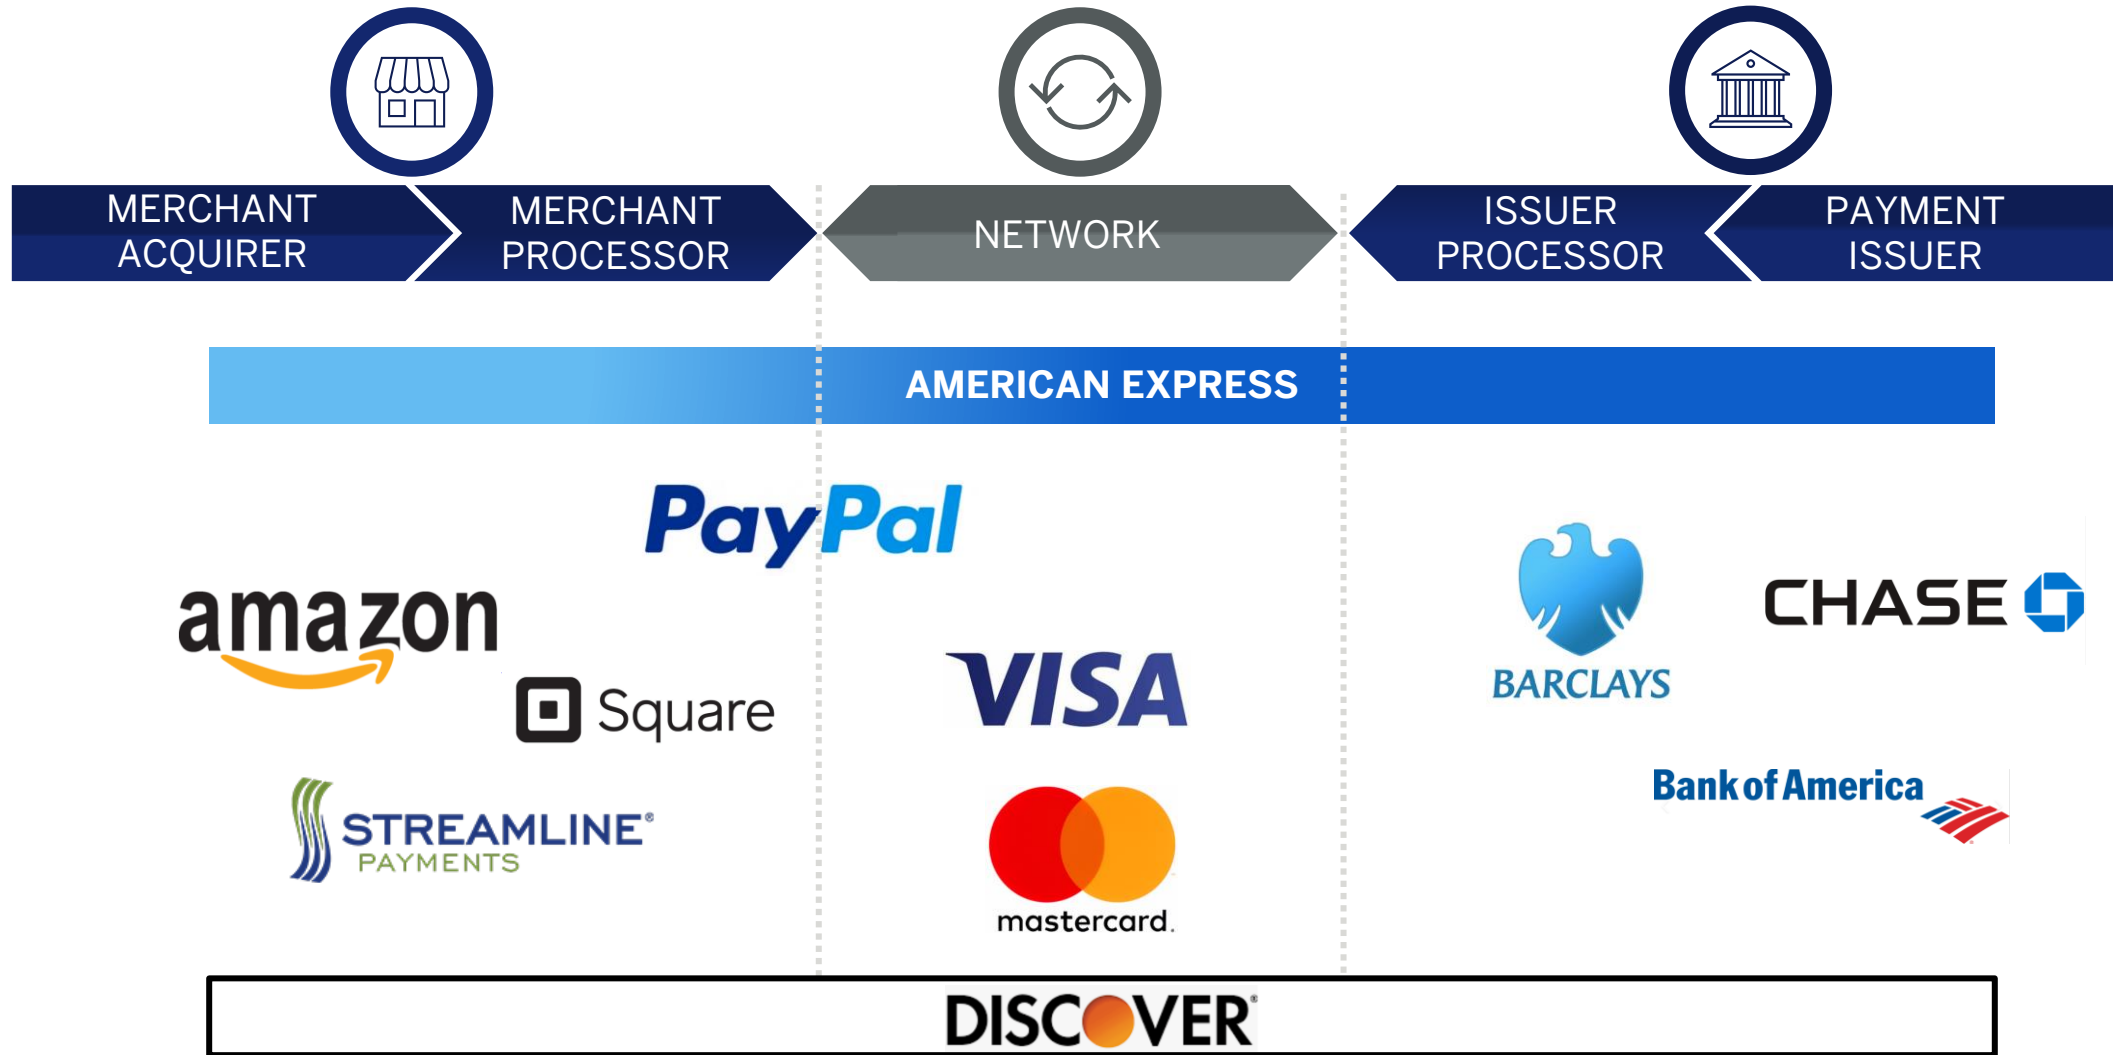 MERCHANT
ACQUIRER
MERCHANT
PROCESSOR
NETWORK
ISSUER
PROCESSOR
PAYMENT
ISSUER
AMERICAN EXPRESS
PayPal
amazon
Square
STREAMLINE®
PAYMENTS
VISA
mastercard.
BARCLAYS
CHASE
Bank of America
DISCOVER®